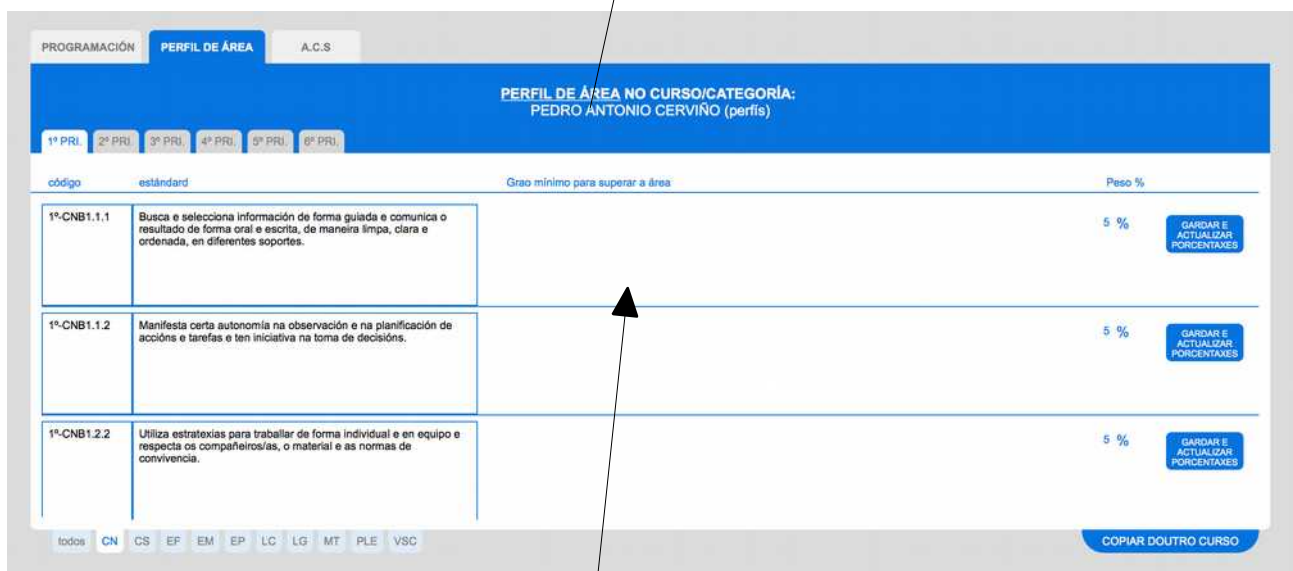 PROGRAMACIÓN PERFIL DE ÁREA A.C.S
PERFIL DE ÁREA NO CURSO/CATEGORÍA:
PEDRO ANTONIO CERVIÑO (perfís)
1º PRI. 2º PRI. 3º PRI. 4º PRI. 5º PRI. 6º PRI.
código estándard Grao mínimo para superar a área Peso %
1º-CNB1.1.1
Busca e selecciona información de forma guiada e comunica o
resultado de forma oral e escrita, de maneira limpa, clara e
ordenada, en diferentes soportes.
5 %
GARDAR E
ACTUALIZAR
PORCENTAXES
1º-CNB1.1.2
Manifesta certa autonomía na observación e na planificación de
accións e tarefas e ten iniciativa na toma de decisións.
5 %
GARDAR E
ACTUALIZAR
PORCENTAXES
1º-CNB1.2.2
Utiliza estratexias para traballar de forma individual e en equipo e
respecta os compañeiros/as, o material e as normas de
convivencia.
5 %
GARDAR E
ACTUALIZAR
PORCENTAXES
todos CN CS EF EM EP LC LG MT PLE VSC
COPIAR DOUTRO CURSO